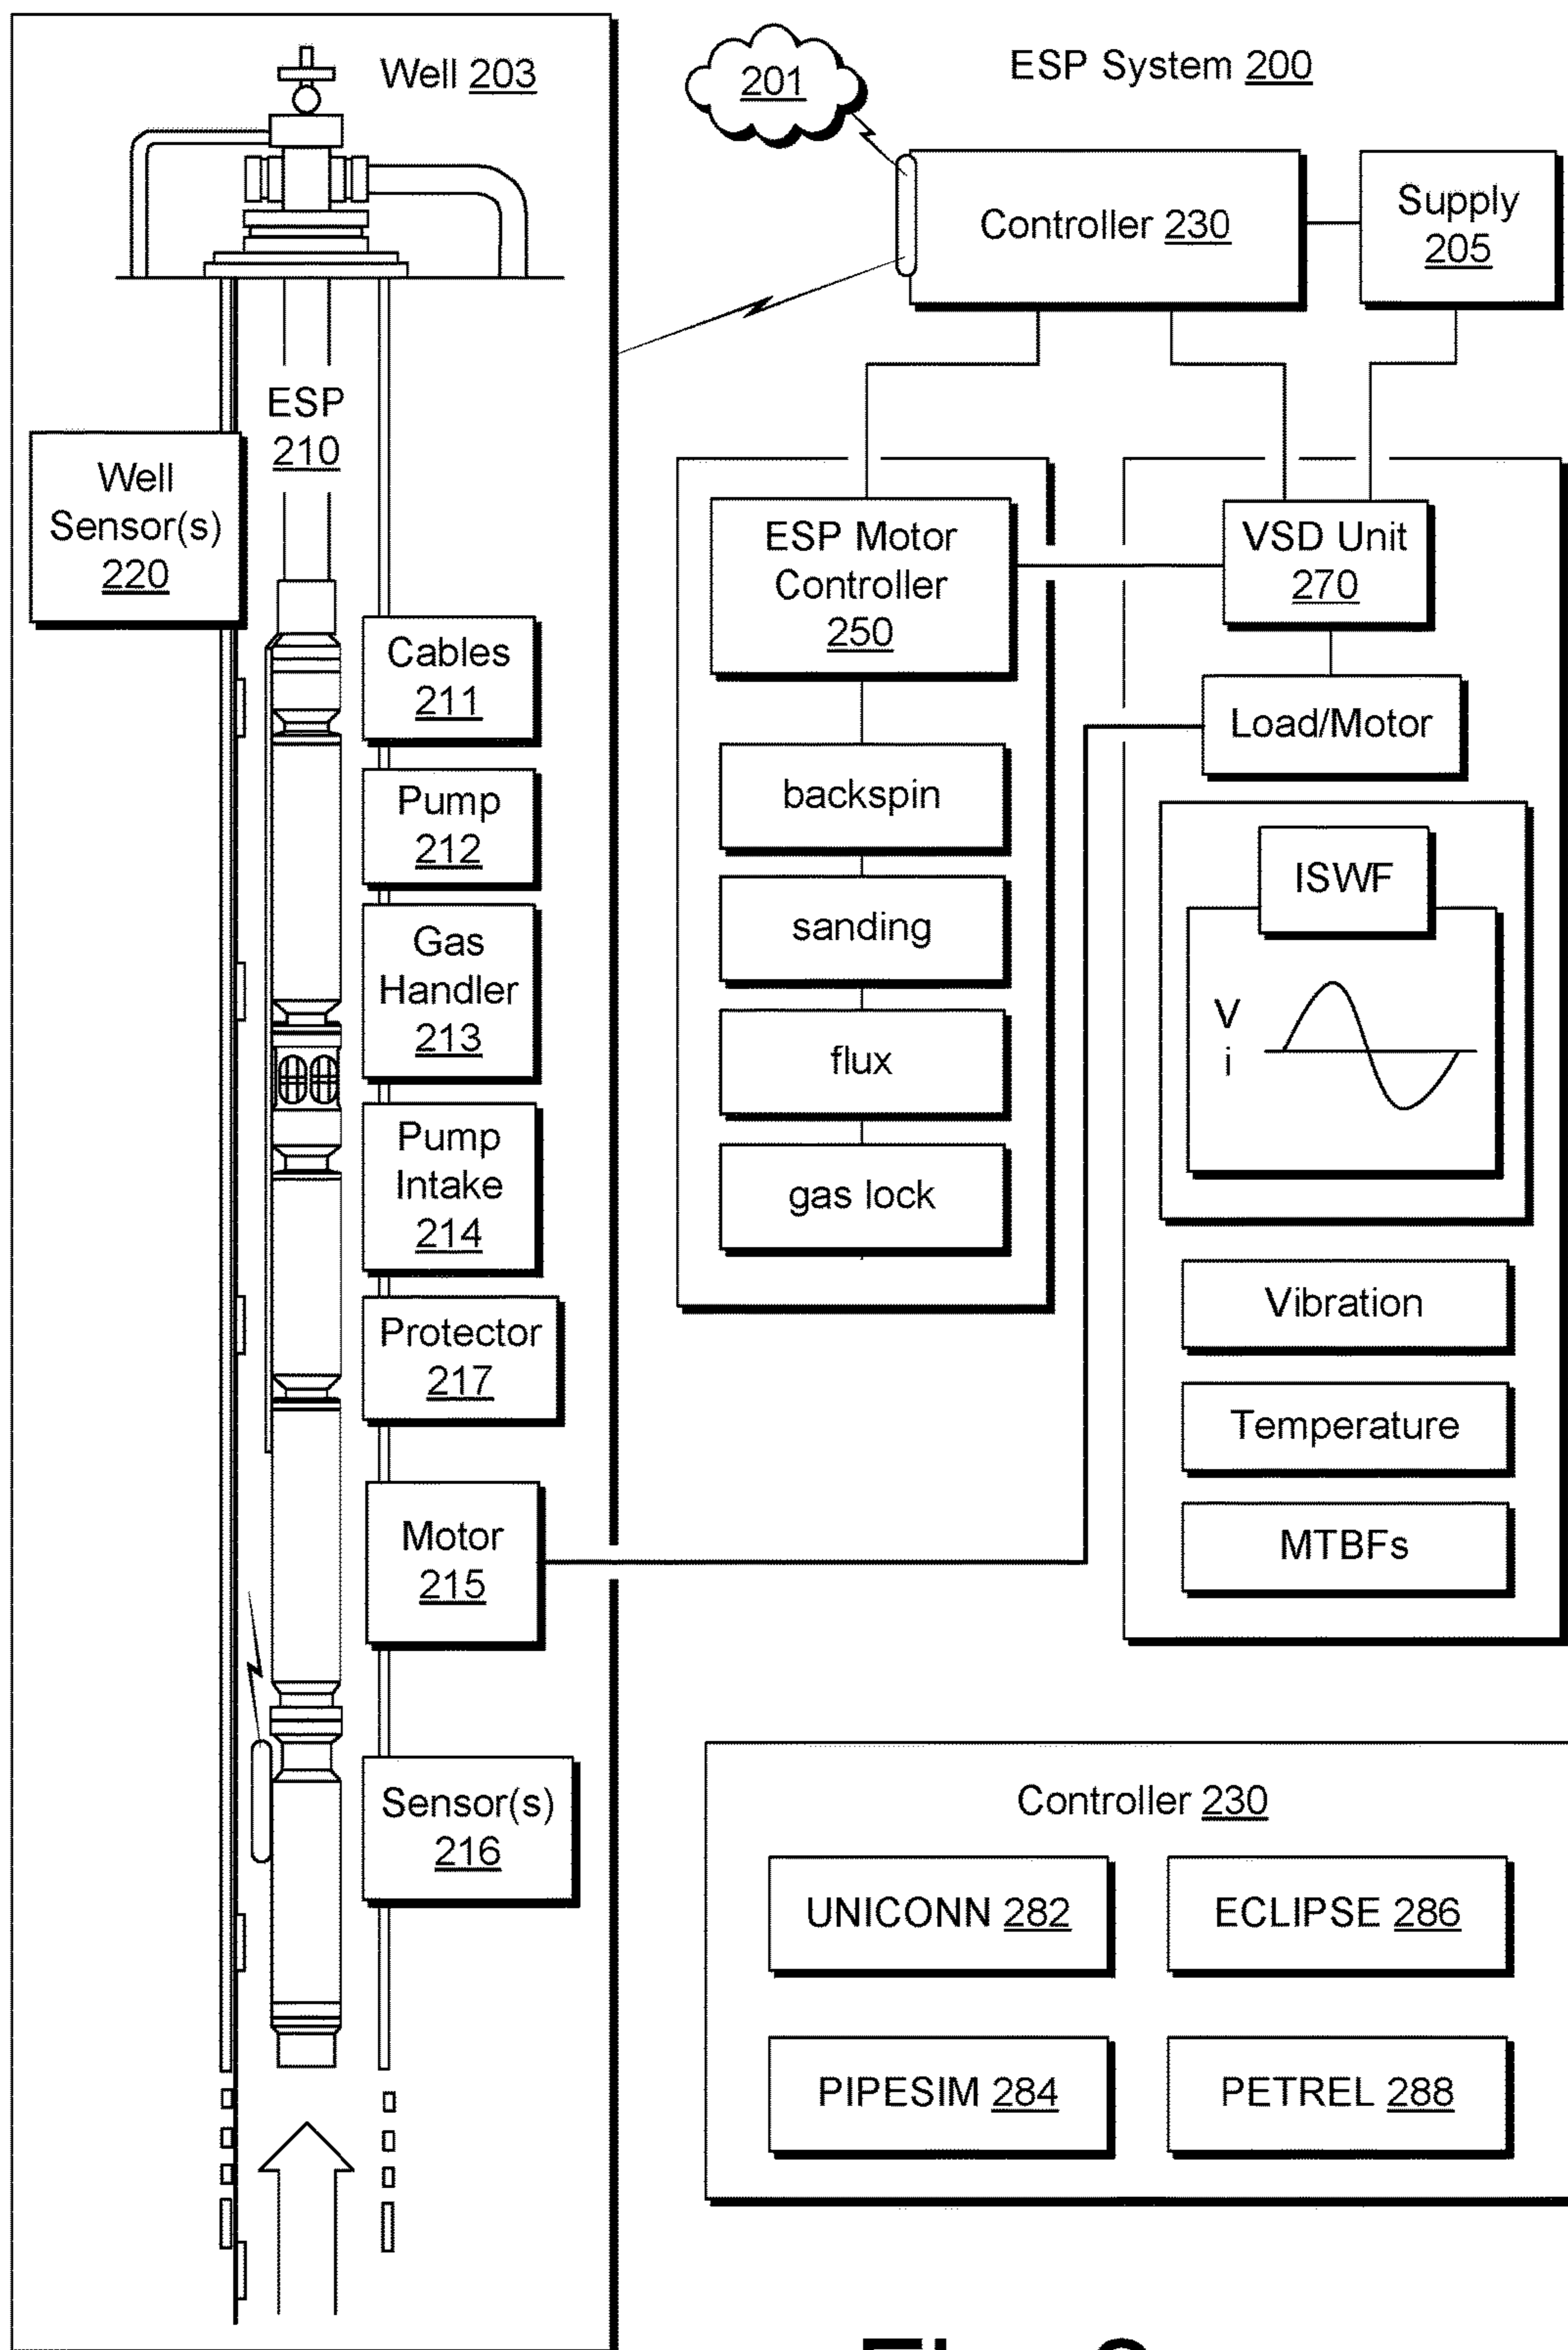 Well 203
201
ESP System 200
Controller 230
Supply
205
ESP
210
Well
Sensor(s)
220
Cables
211
Pump
212
Gas
Handler
213
Pump
Intake
214
Protector
217
Motor
215
Sensor(s)
216
ESP Motor
Controller
250
backspin
sanding
flux
gas lock
VSD Unit
270
Load/Motor
ISWF
V
i
Vibration
Temperature
MTBFs
Controller 230
UNICONN 282
ECLIPSE 286
PIPESIM 284
PETREL 288